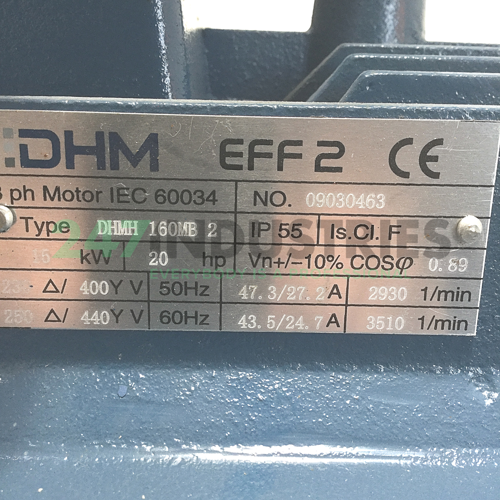 DHM EFF 2 CE
3 ph Motor IEC 60034 NO. 09030463
Type DHMH 160MB 2 IP 55 Is.Cl. F
15 kW 20 hp Vn+/-10% COSφ 0.89
Δ/ 400Y V 50Hz 47.3/27.2A 2930 1/min
250 Δ/ 440Y V 60Hz 43.5/24.7A 3510 1/min
247 INDUSTRIES